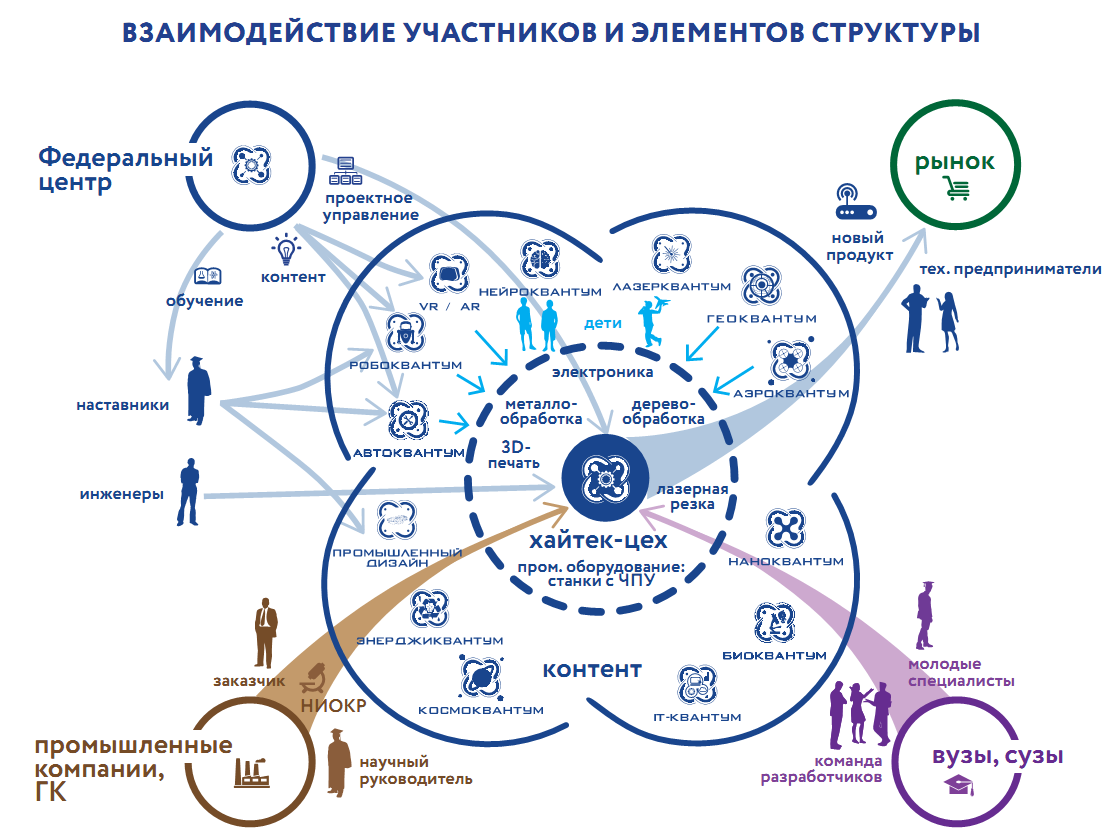 ВЗАИМОДЕЙСТВИЕ УЧАСТНИКОВ И ЭЛЕМЕНТОВ СТРУКТУРЫ
Федеральный
центр
проектное
управление
контент
обучение
рынок
новый
продукт
тех. предприниматели
VR / AR
НЕЙРОКВАНТУМ
ЛАЗЕРКВАНТУМ
ГЕОКВАНТУМ
дети
РОБОКВАНТУМ
АЭРОКВАНТУМ
электроника
металло-
обработка
дерево-
обработка
наставники
АВТОКВАНТУМ
3D-
печать
инженеры
лазерная
резка
хайтек-цех
пром. оборудование:
станки с ЧПУ
ПРОМЫШЛЕННЫЙ
ДИЗАЙН
НАНОКВАНТУМ
ЭНЕРДЖИКВАНТУМ
БИОКВАНТУМ
контент
КОСМОКВАНТУМ
IT-КВАНТУМ
заказчик
НИОКР
молодые
специалисты
промышленные
компании,
ГК
научный
руководитель
команда
разработчиков
вузы, сузы